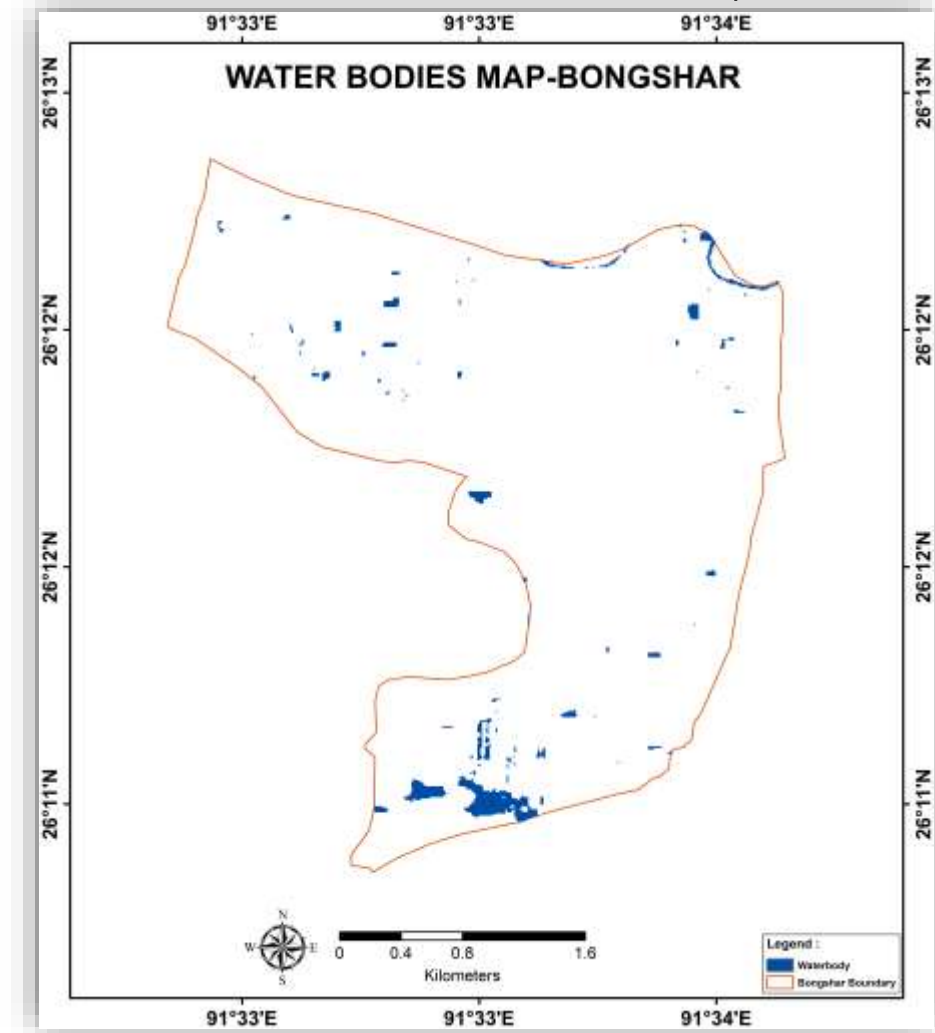 91°33'E 91°33'E 91°34'E
WATER BODIES MAP-BONGSHAR
26°13'N 26°13'N
26°12'N 26°12'N
26°12'N 26°12'N
26°11'N 26°11'N
N
W E
S
0 0.4 0.8 1.6
Kilometers
Legend :
Waterbody
Bongshar Boundary
91°33'E 91°33'E 91°34'E